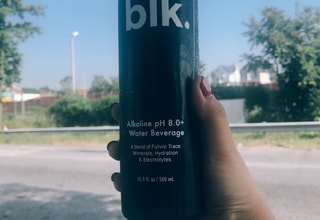 blk.
Alkaline pH 8.0+
Water Beverage
A blend of Fulvic Trace
Minerals, Hydration
& Electrolytes
16.9 fl oz / 500 mL